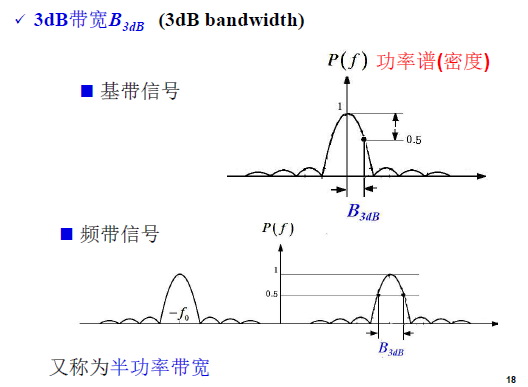 ✓ 3dB带宽B3dB (3dB bandwidth)
P(f) 功率谱(密度)
■ 基带信号
1
0.5
B3dB
■ 频带信号
P(f)
1
0.5
−f0
B3dB
又称为半功率带宽
18